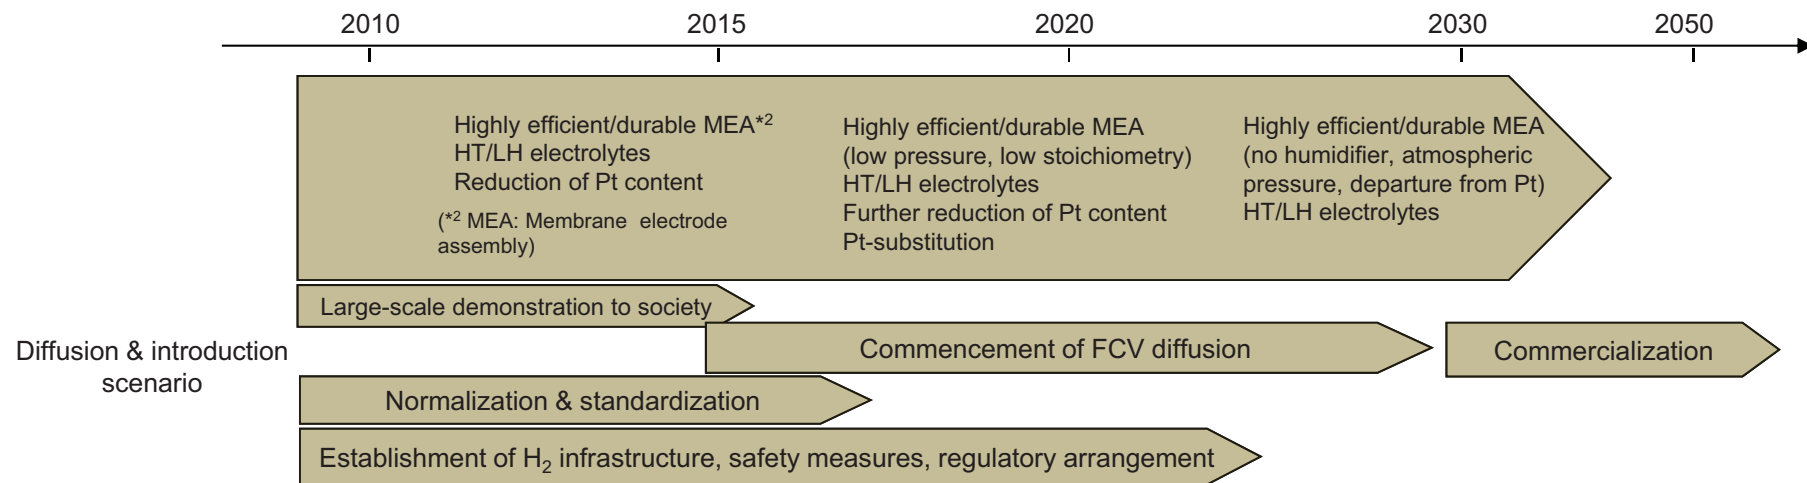 2010 2015 2020 2030 2050
Highly efficient/durable MEA*2
HT/LH electrolytes
Reduction of Pt content
(*2 MEA: Membrane electrode
assembly)
Highly efficient/durable MEA
(low pressure, low stoichiometry)
HT/LH electrolytes
Further reduction of Pt content
Pt-substitution
Highly efficient/durable MEA
(no humidifier, atmospheric
pressure, departure from Pt)
HT/LH electrolytes
Diffusion & introduction
scenario
Large-scale demonstration to society
Commencement of FCV diffusion
Commercialization
Normalization & standardization
Establishment of H2 infrastructure, safety measures, regulatory arrangement